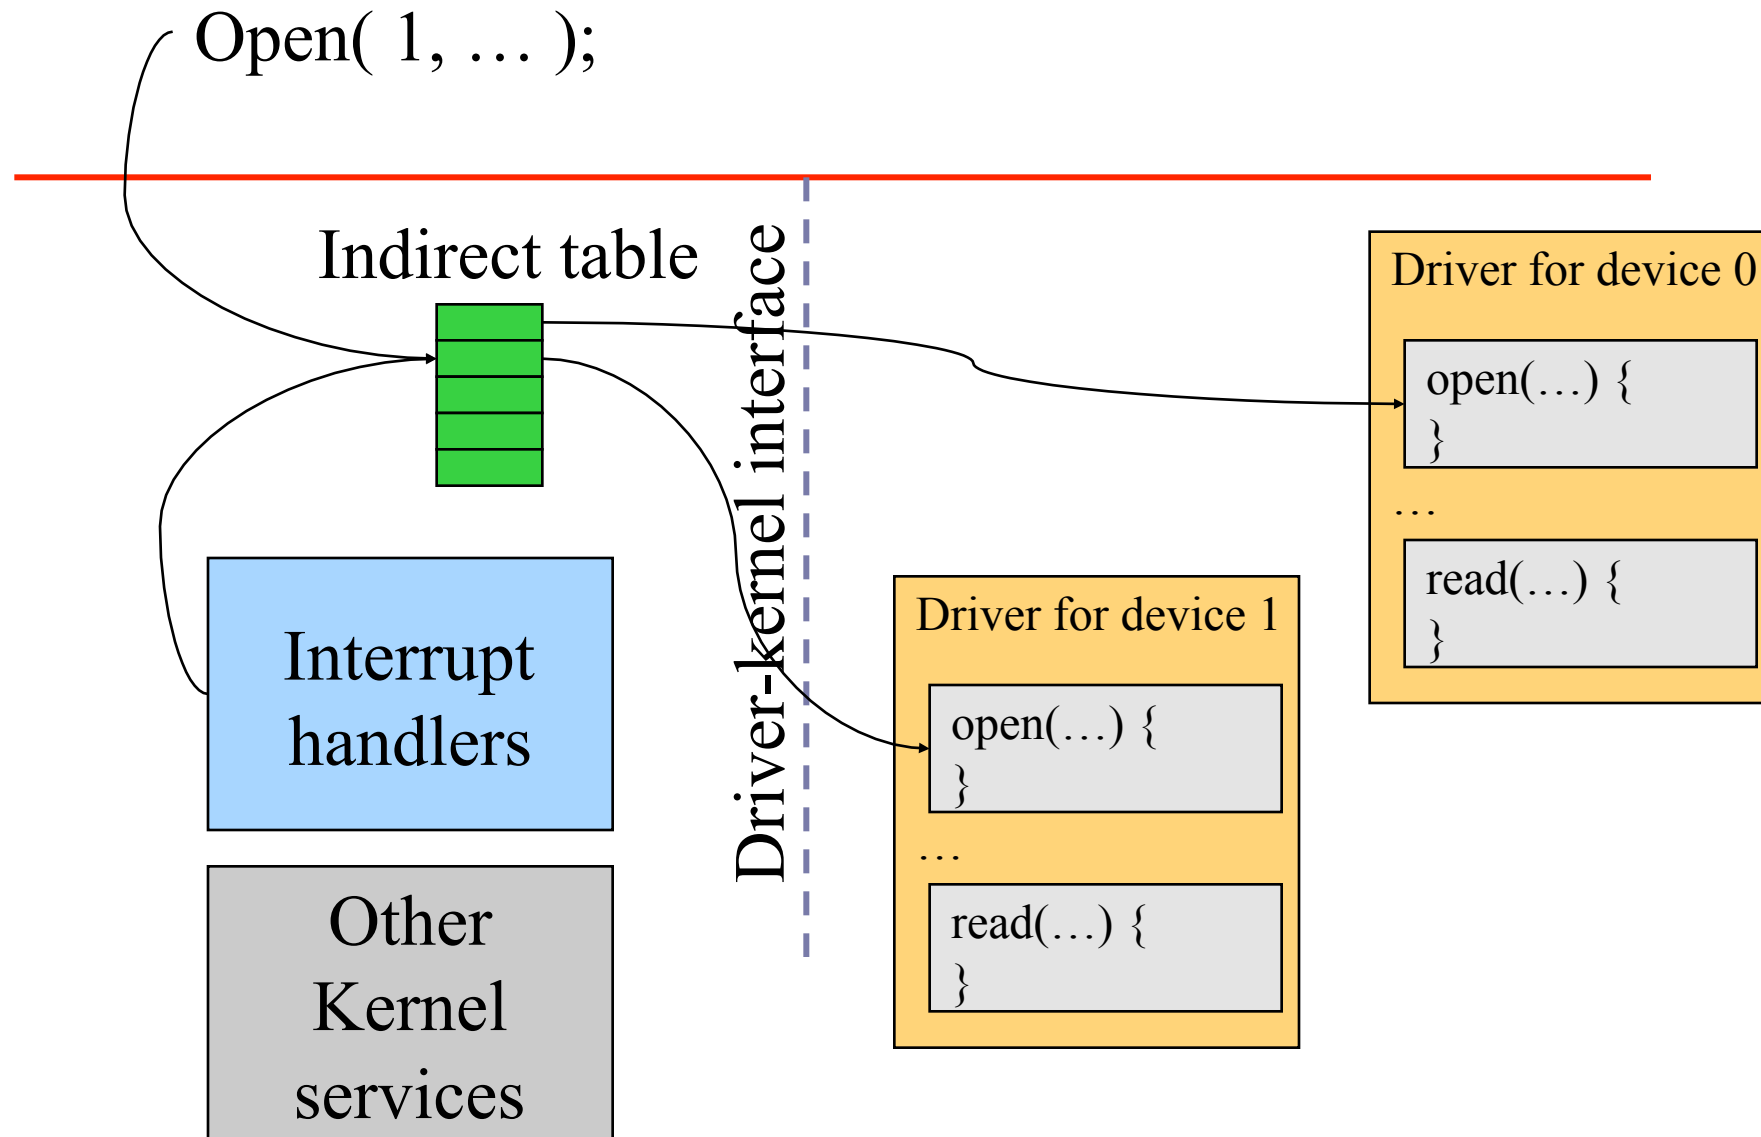 Open( 1, … );
Indirect table
Driver-kernel interface
Driver for device 0
open(…) {
}
…
read(…) {
}
Interrupt
handlers
Driver for device 1
open(…) {
}
…
read(…) {
}
Other
Kernel
services